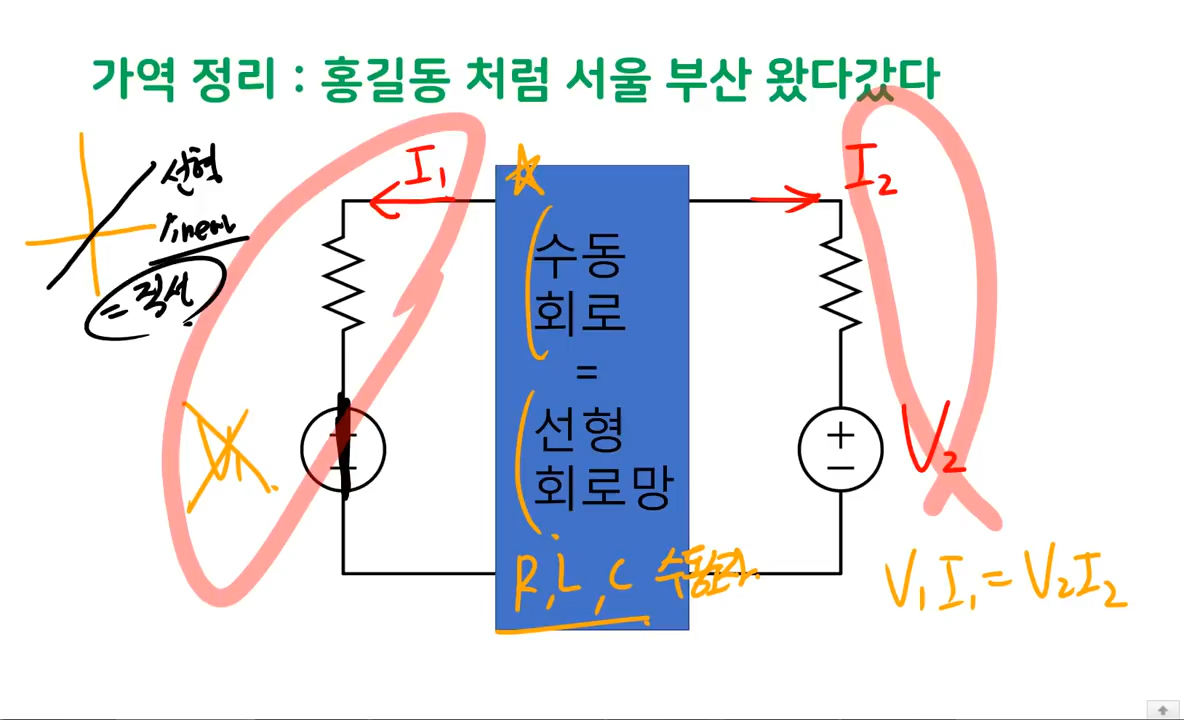 가역 정리 : 홍길동 처럼 서울 부산 왔다갔다
선형
linear
= 직선
I₁
I₂
수동
회로
=
선형
회로망
+
−
+
−
V₁
V₂
R, L, C 수동소자
V₁I₁ = V₂I₂